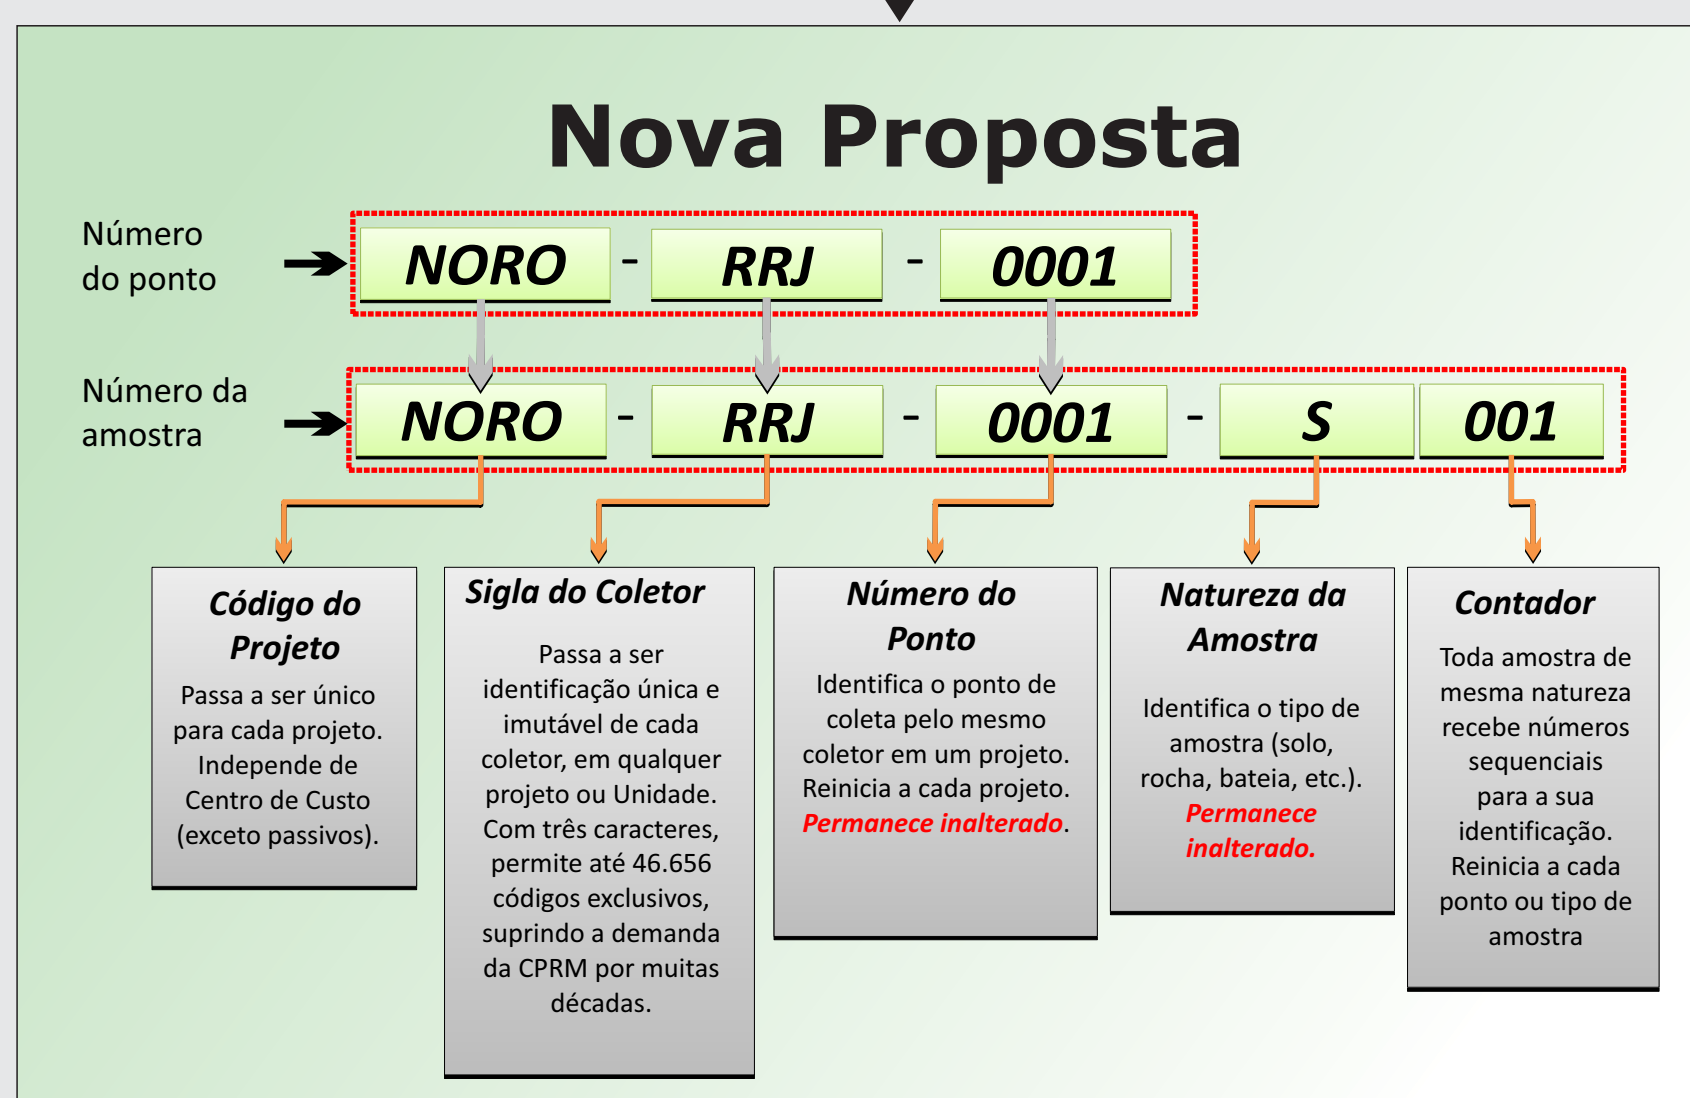 Nova Proposta
Número
do ponto
NORO - RRJ - 0001
Número da
amostra
NORO - RRJ - 0001 - S 001
Código do
Projeto
Passa a ser único
para cada projeto.
Independe de
Centro de Custo
(exceto passivos).
Sigla do Coletor
Passa a ser
identificação única e
imutável de cada
coletor, em qualquer
projeto ou Unidade.
Com três caracteres,
permite até 46.656
códigos exclusivos,
suprindo a demanda
da CPRM por muitas
décadas.
Número do
Ponto
Identifica o ponto de
coleta pelo mesmo
coletor em um projeto.
Reinicia a cada projeto.
Permanece inalterado.
Natureza da
Amostra
Identifica o tipo de
amostra (solo,
rocha, bateia, etc.).
Permanece
inalterado.
Contador
Toda amostra de
mesma natureza
recebe números
sequenciais
para a sua
identificação.
Reinicia a cada
ponto ou tipo de
amostra